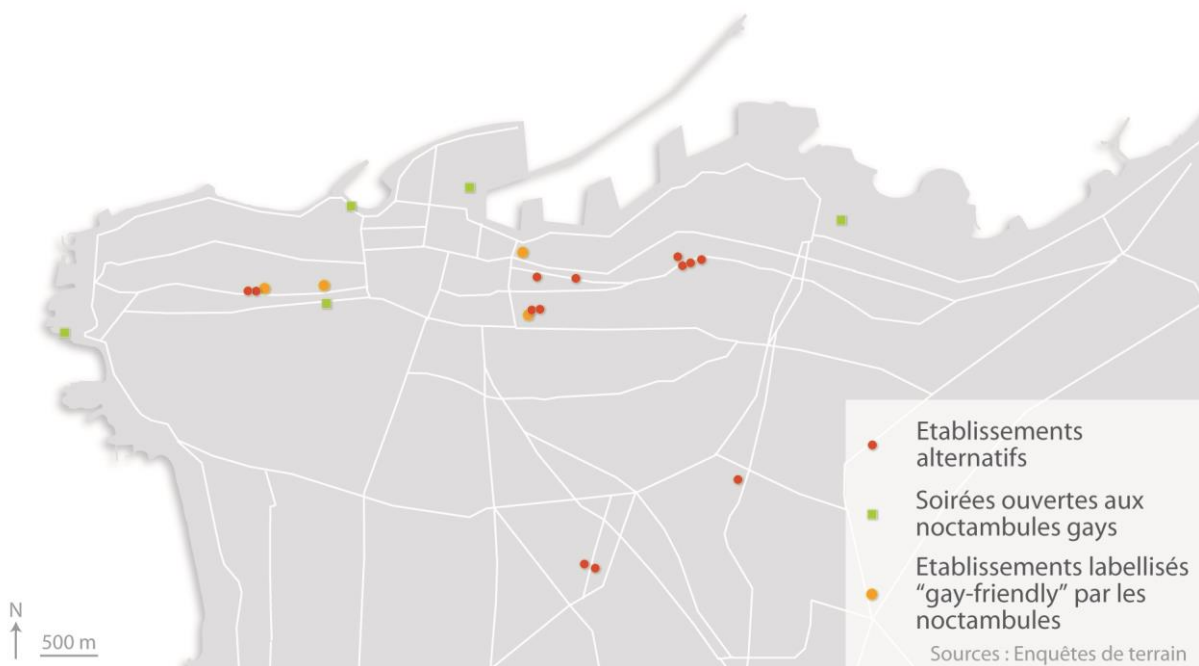 Etablissements
alternatifs
Soirées ouvertes aux
noctambules gays
Etablissements labellisés
“gay-friendly” par les
noctambules
Sources : Enquêtes de terrain
N
500 m